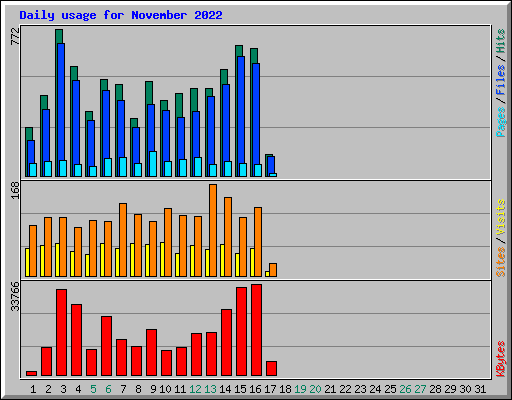 Daily usage for November 2022
772
Pages / Files / Hits
168
Sites / Visits
33766
KBytes
1 2 3 4 5 6 7 8 9 10 11 12 13 14 15 16 17 18 19 20 21 22 23 24 25 26 27 28 29 30 31